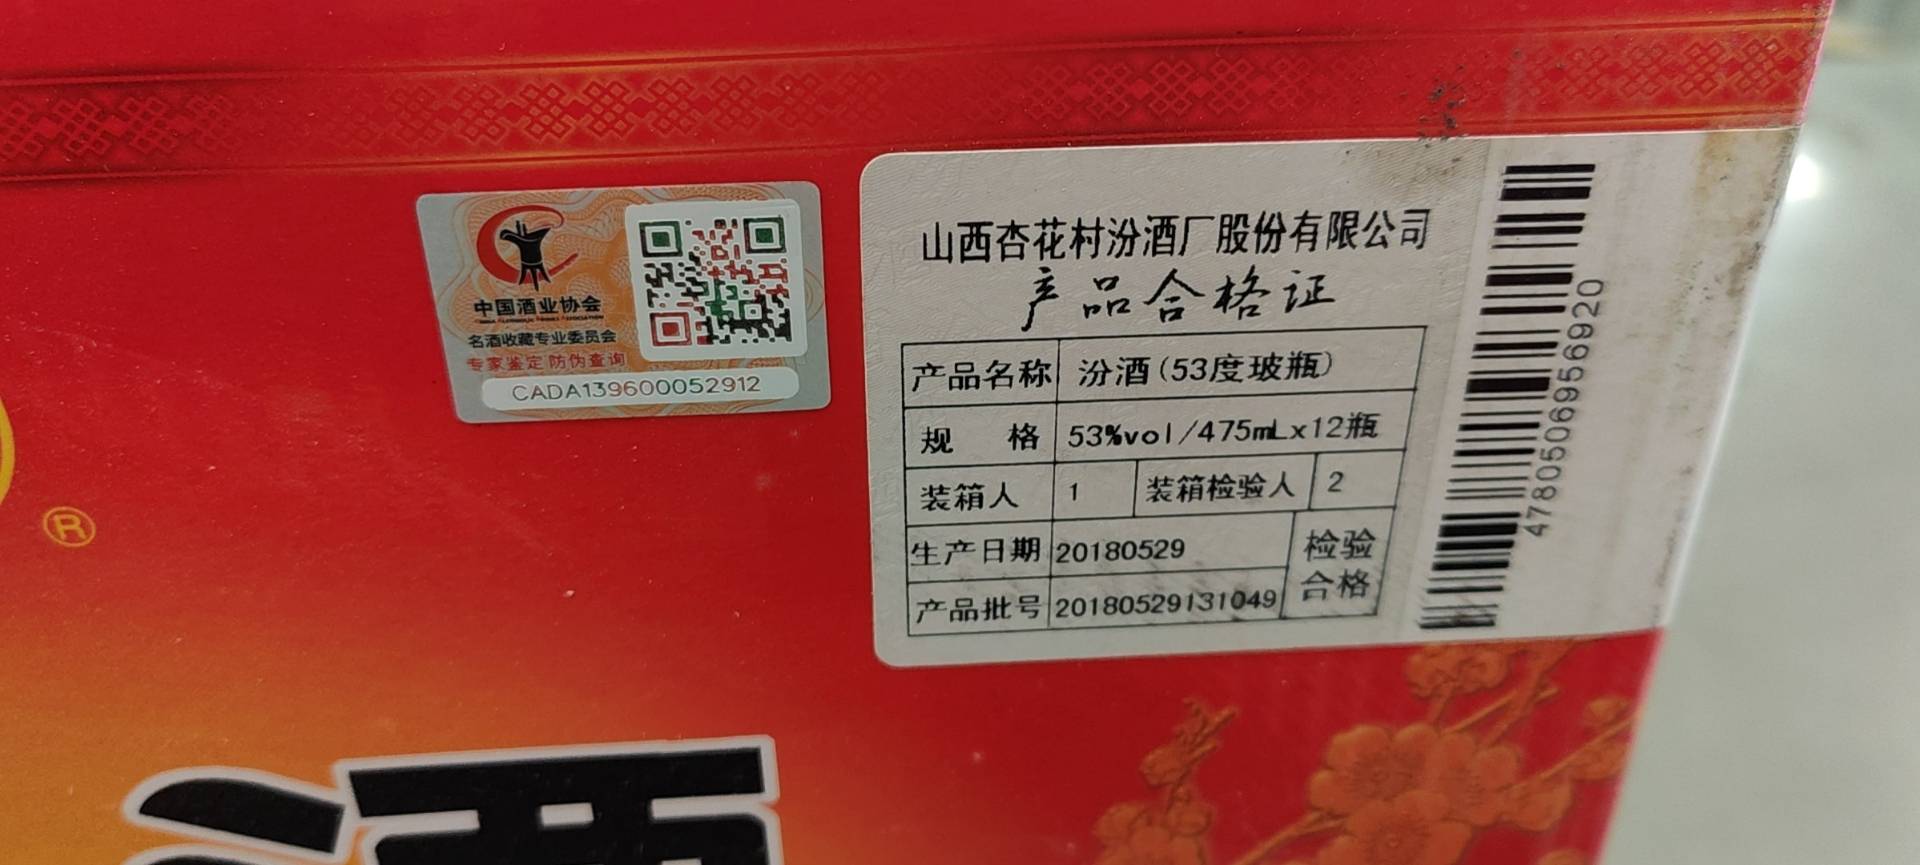 中国酒业协会
名酒收藏专业委员会
专家鉴定防伪查询
CADA139600052912
®
山西杏花村汾酒厂股份有限公司
产品合格证
产品名称 汾酒(53度玻瓶)
规 格 53%vol/475mLx12瓶
装箱人 1 装箱检验人 2
生产日期 20180529
产品批号 20180529131049
检验
合格
4780506956920
酒